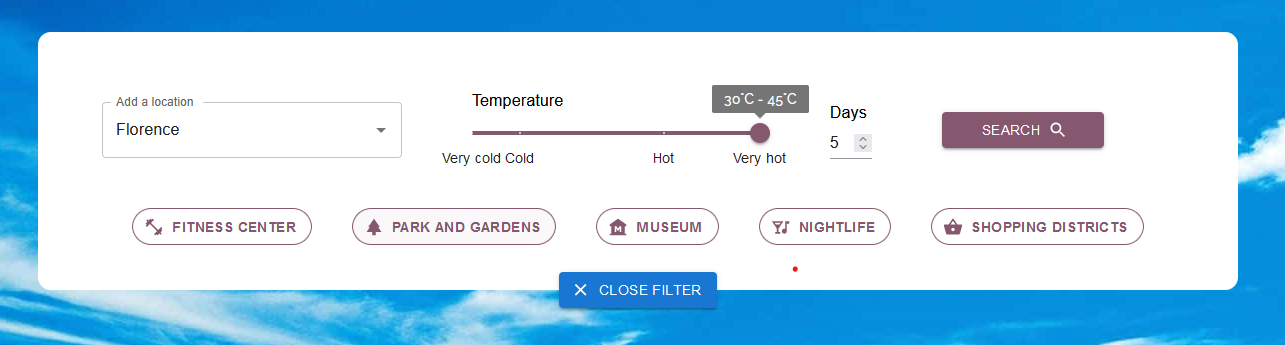 Add a location
Florence
Temperature
30°C - 45°C
Very cold Cold
Hot
Very hot
Days
5
SEARCH
FITNESS CENTER
PARK AND GARDENS
M
MUSEUM
NIGHTLIFE
SHOPPING DISTRICTS
CLOSE FILTER